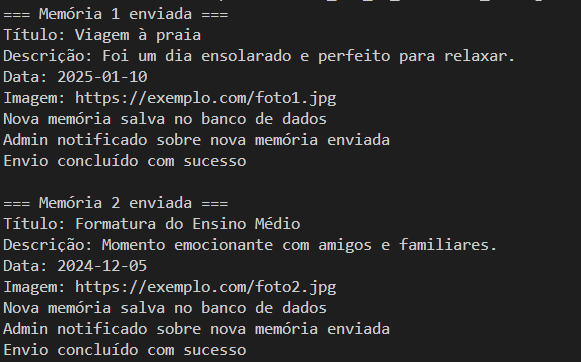 === Memória 1 enviada ===
Título: Viagem à praia
Descrição: Foi um dia ensolarado e perfeito para relaxar.
Data: 2025-01-10
Imagem: https://exemplo.com/foto1.jpg
Nova memória salva no banco de dados
Admin notificado sobre nova memória enviada
Envio concluído com sucesso
=== Memória 2 enviada ===
Título: Formatura do Ensino Médio
Descrição: Momento emocionante com amigos e familiares.
Data: 2024-12-05
Imagem: https://exemplo.com/foto2.jpg
Nova memória salva no banco de dados
Admin notificado sobre nova memória enviada
Envio concluído com sucesso